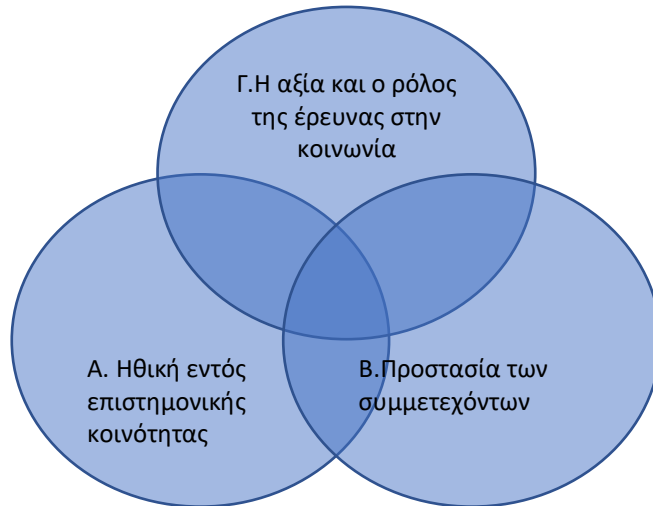 Γ.Η αξία και ο ρόλος
της έρευνας στην
κοινωνία
Α. Ηθική εντός
επιστημονικής
κοινότητας
Β.Προστασία των
συμμετεχόντων